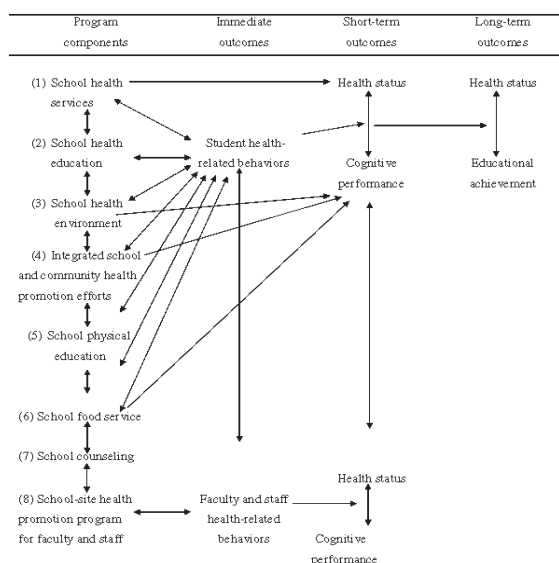 Program components
Immediate outcomes
Short-term outcomes
Long-term outcomes
(1) School health
services
(2) School health
education
(3) School health
environment
(4) Integrated school
and community health
promotion efforts
(5) School physical
education
(6) School food service
(7) School counseling
(8) School-site health
promotion program
for faculty and staff
Student health-
related behaviors
Faculty and staff
health-related
behaviors
Health status
Cognitive
performance
Health status
Cognitive
performance
Health status
Educational
achievement